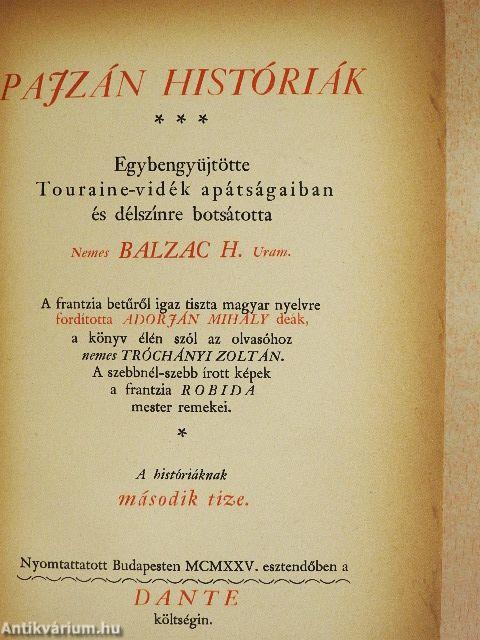 PAJZÁN HISTÓRIÁK
* * *
Egybengyüjtötte
Touraine-vidék apátságaiban
és délszínre botsátotta
Nemes BALZAC H. Uram.
A frantzia betűről igaz tiszta magyar nyelvre
fordította ADORJÁN MIHÁLY deák,
a könyv élén szól az olvasóhoz
nemes TRÓCHÁNYI ZOLTÁN.
A szebbnél-szebb írott képek
a frantzia ROBIDA
mester remekei.
*
A históriáknak
második tize.
Nyomtattatott Budapesten MCMXXV. esztendőben a
DANTE
költségin.
Antikvárium.hu